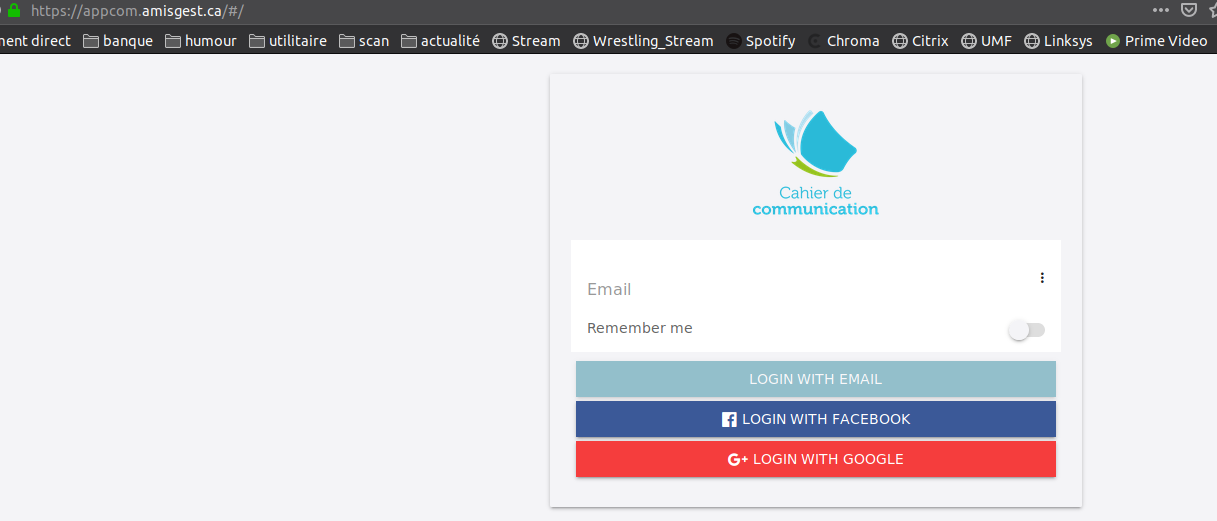 https://appcom.amisgest.ca/#/
ment direct banque humour utilitaire scan actualité Stream Wrestling_Stream Spotify Chroma Citrix UMF Linksys Prime Video
Cahier de
communication
Email
Remember me
LOGIN WITH EMAIL
LOGIN WITH FACEBOOK
LOGIN WITH GOOGLE